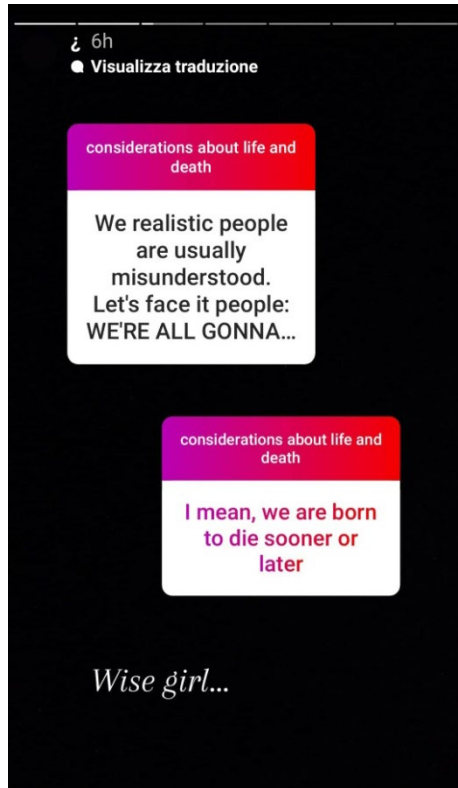 ¿ 6h
Visualizza traduzione
considerations about life and
death
We realistic people
are usually
misunderstood.
Let's face it people:
WE'RE ALL GONNA...
considerations about life and
death
I mean, we are born
to die sooner or
later
Wise girl...